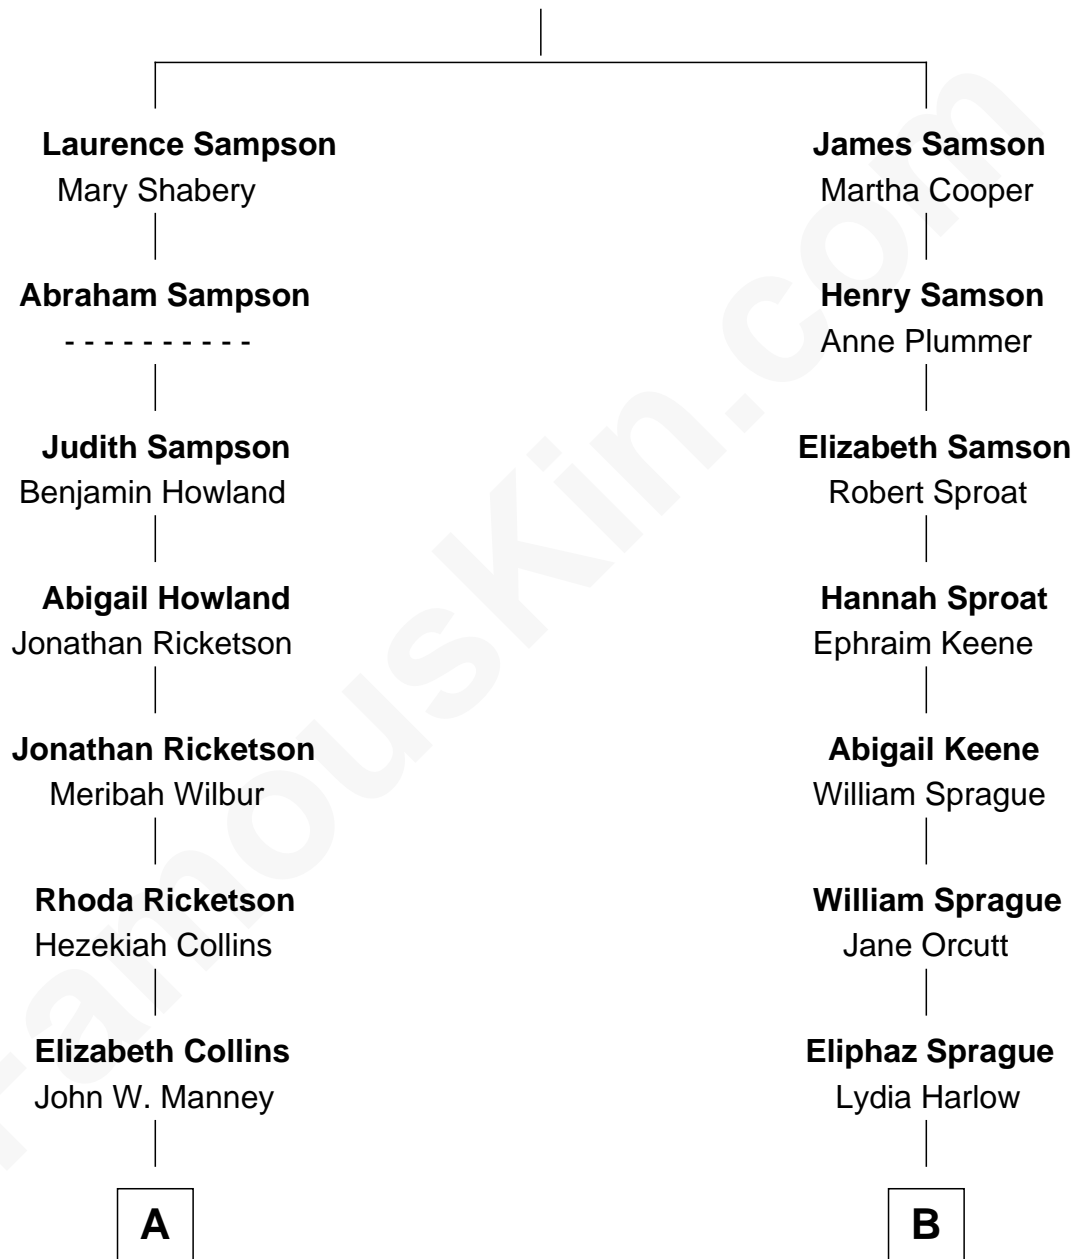 Laurence Sampson
Mary Shabery
Abraham Sampson
- - - - - - - - - -
Judith Sampson
Benjamin Howland
Abigail Howland
Jonathan Ricketson
Jonathan Ricketson
Meribah Wilbur
Rhoda Ricketson
Hezekiah Collins
Elizabeth Collins
John W. Manney
A
James Samson
Martha Cooper
Henry Samson
Anne Plummer
Elizabeth Samson
Robert Sproat
Hannah Sproat
Ephraim Keene
Abigail Keene
William Sprague
William Sprague
Jane Orcutt
Eliphaz Sprague
Lydia Harlow
B
FamousKin.com